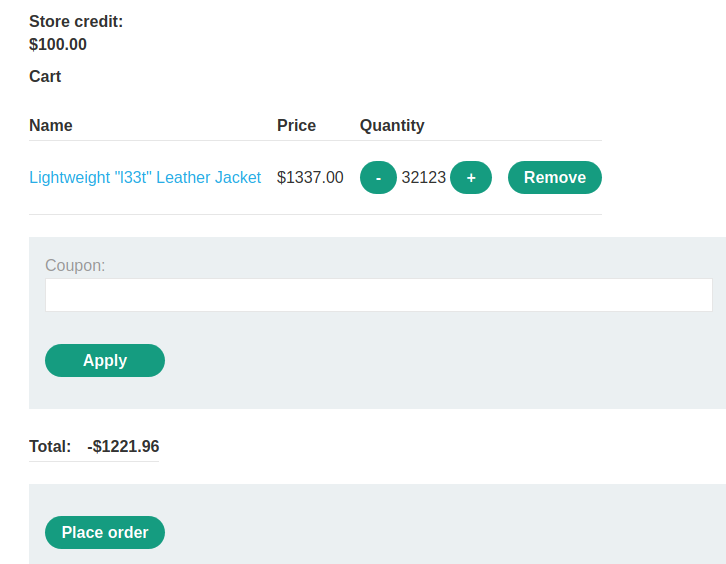 Store credit:
$100.00
Cart
Name Price Quantity
Lightweight "l33t" Leather Jacket $1337.00 - 32123 + Remove
Coupon:
Apply
Total: -$1221.96
Place order